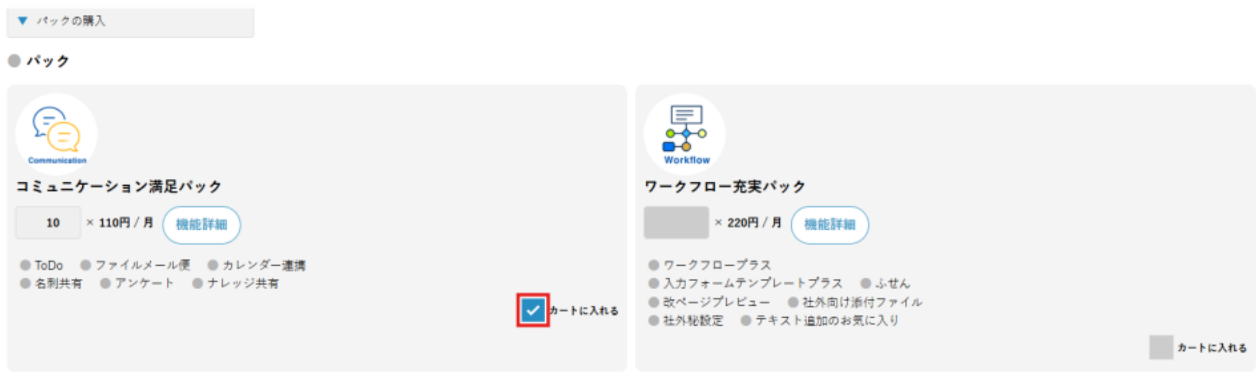 ▼ パックの購入
パック
Communication
コミュニケーション満足パック
10 × 110円 / 月 機能詳細
ToDo ファイルメール便 カレンダー連携
名刺共有 アンケート ナレッジ共有
カートに入れる
Workflow
ワークフロー充実パック
× 220円 / 月 機能詳細
ワークフロープラス
入力フォームテンプレートプラス ふせん
改ページプレビュー 社外向け添付ファイル
社外秘設定 テキスト追加のお気に入り
カートに入れる